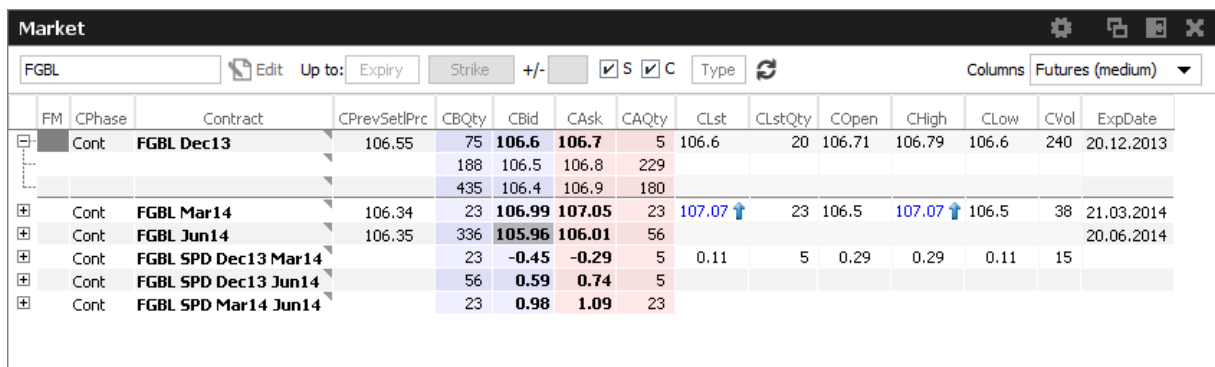 Market
FGBL Edit Up to: Expiry Strike +/- S C Type Columns Futures (medium)
FM CPhase Contract CPrevSetlPrc CBQty CBid CAsk CAQty CLst CLstQty COpen CHigh CLow CVol ExpDate
Cont FGBL Dec13 106.55 75 106.6 106.7 5 106.6 20 106.71 106.79 106.6 240 20.12.2013
188 106.5 106.8 229
435 106.4 106.9 180
Cont FGBL Mar14 106.34 23 106.99 107.05 23 107.07 23 106.5 107.07 106.5 38 21.03.2014
Cont FGBL Jun14 106.35 336 105.96 106.01 56 20.06.2014
Cont FGBL SPD Dec13 Mar14 23 -0.45 -0.29 5 0.11 5 0.29 0.29 0.11 15
Cont FGBL SPD Dec13 Jun14 56 0.59 0.74 5
Cont FGBL SPD Mar14 Jun14 23 0.98 1.09 23